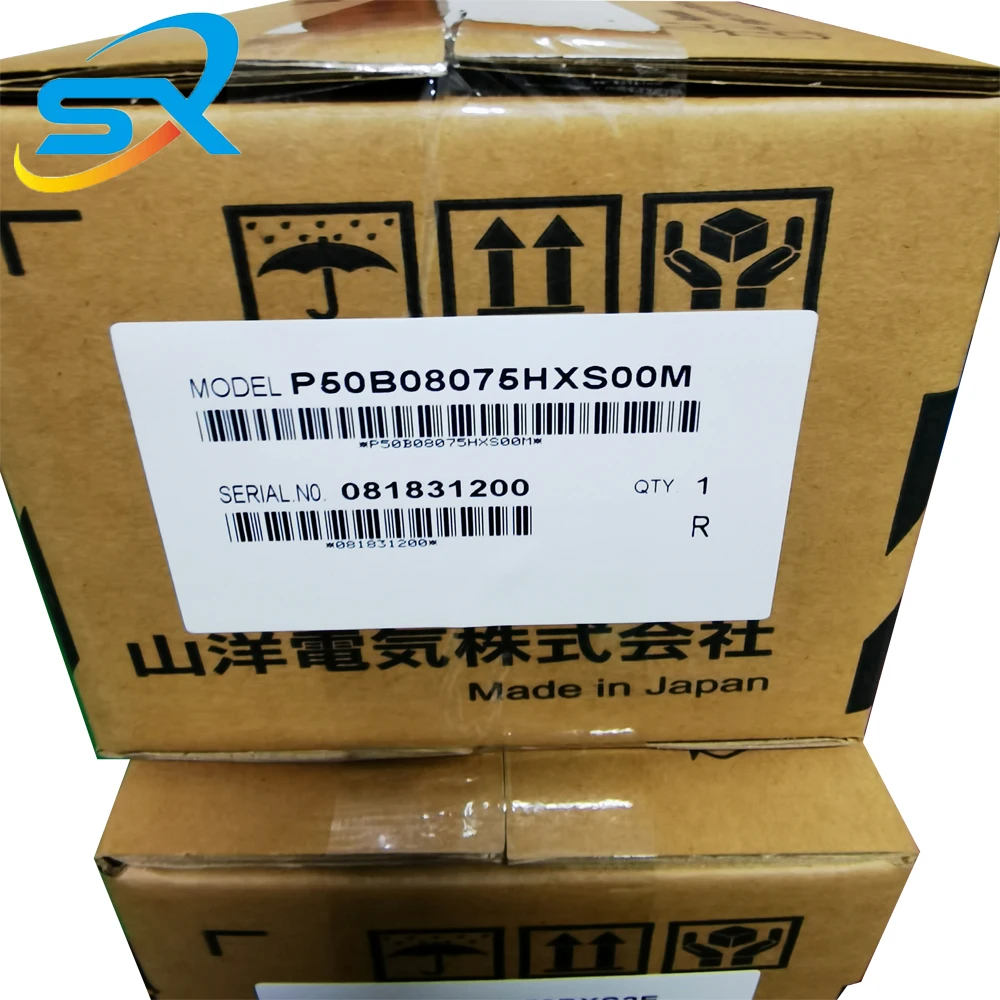 SX
MODEL P50B08075HXS00M
*P50B08075HXS00M*
SERIAL.NO. 081831200 QTY. 1
*081831200* R
山洋電気株式会社
Made in Japan